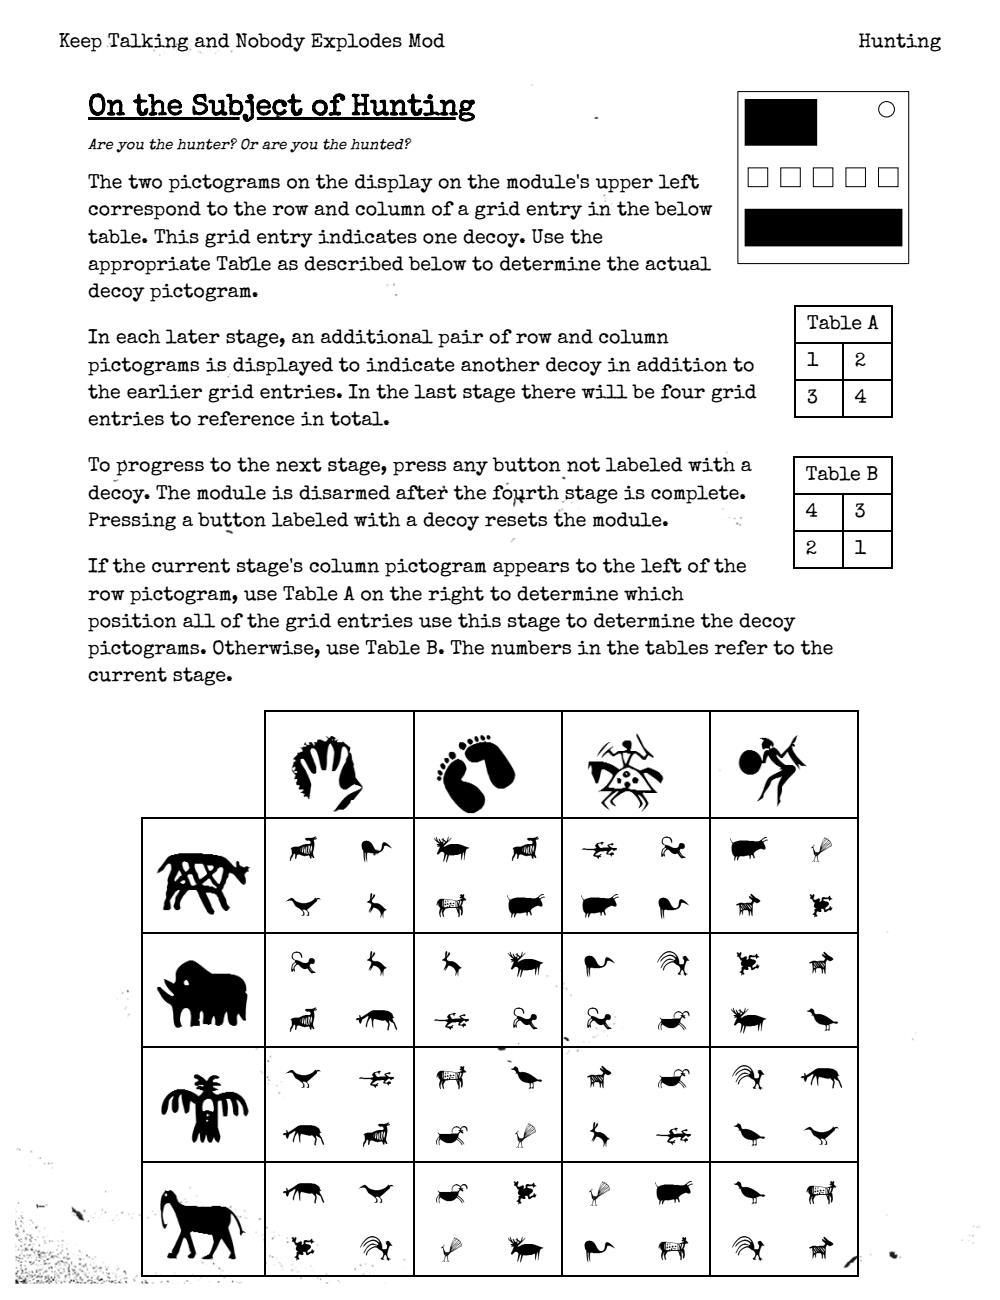 Keep Talking and Nobody Explodes Mod
Hunting
On the Subject of Hunting
Are you the hunter? Or are you the hunted?
The two pictograms on the display on the module's upper left
correspond to the row and column of a grid entry in the below
table. This grid entry indicates one decoy. Use the
appropriate Table as described below to determine the actual
decoy pictogram.
In each later stage, an additional pair of row and column
pictograms is displayed to indicate another decoy in addition to
the earlier grid entries. In the last stage there will be four grid
entries to reference in total.
To progress to the next stage, press any button not labeled with a
decoy. The module is disarmed after the fourth stage is complete.
Pressing a button labeled with a decoy resets the module.
If the current stage's column pictogram appears to the left of the
row pictogram, use Table A on the right to determine which
position all of the grid entries use this stage to determine the decoy
pictograms. Otherwise, use Table B. The numbers in the tables refer to the
current stage.
Table A
1 2
3 4
Table B
4 3
2 1